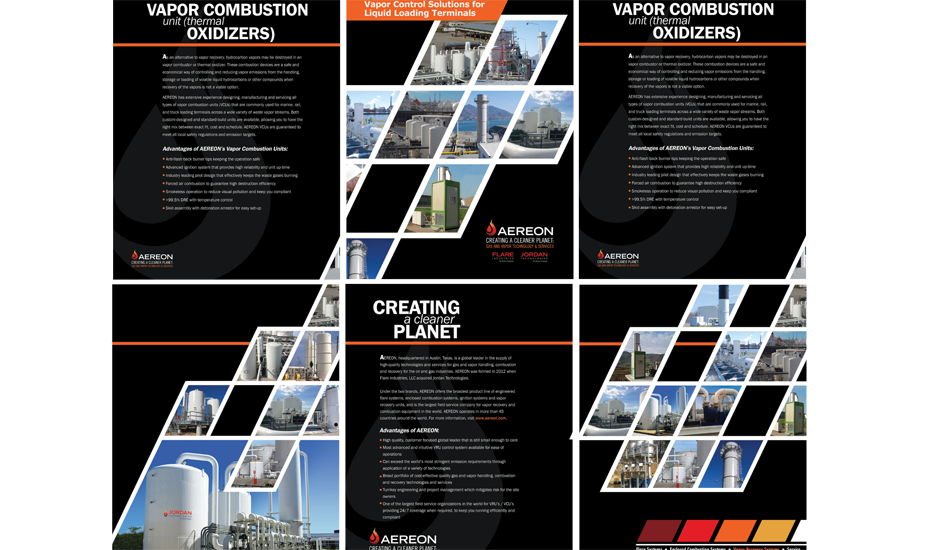 VAPOR COMBUSTION
unit (thermal
OXIDIZERS)
As an alternative to vapor recovery, hydrocarbon vapors may be destroyed in an
vapor combustor or thermal oxidizer. These combustion devices are a safe and
economical way of controlling and reducing vapor emissions from the handling,
storage or loading of volatile liquid hydrocarbons or other compounds when
recovery of the vapors is not a viable option.
AEREON has extensive experience designing, manufacturing and servicing all
types of vapor combustion units (VCUs) that are commonly used for marine, rail,
and truck loading terminals across a wide variety of waste vapor streams. Both
custom-designed and standard-build units are available, allowing you to have the
right mix between exact fit, cost and schedule. AEREON VCUs are guaranteed to
meet all local safety regulations and emission targets.
Advantages of AEREON's Vapor Combustion Units:
Anti-flash back burner tips keeping the operation safe
Advanced ignition system that provides high reliability and unit up-time
Industry leading pilot design that effectively keeps the waste gases burning
Forced air combustion to guarantee high destruction efficiency
Smokeless operation to reduce visual pollution and keep you compliant
>99.5% DRE with temperature control
Skid assembly with detonation arrestor for easy set-up
AEREON
CREATING A CLEANER PLANET:
GAS AND VAPOR TECHNOLOGY & SERVICES
Vapor Control Solutions for
Liquid Loading Terminals
AEREON
CREATING A CLEANER PLANET:
GAS AND VAPOR TECHNOLOGY & SERVICES
FLARE JORDAN
INDUSTRIES TECHNOLOGIES
VAPOR COMBUSTION
unit (thermal
OXIDIZERS)
As an alternative to vapor recovery, hydrocarbon vapors may be destroyed in an
vapor combustor or thermal oxidizer. These combustion devices are a safe and
economical way of controlling and reducing vapor emissions from the handling,
storage or loading of volatile liquid hydrocarbons or other compounds when
recovery of the vapors is not a viable option.
AEREON has extensive experience designing, manufacturing and servicing all
types of vapor combustion units (VCUs) that are commonly used for marine, rail,
and truck loading terminals across a wide variety of waste vapor streams. Both
custom-designed and standard-build units are available, allowing you to have the
right mix between exact fit, cost and schedule. AEREON VCUs are guaranteed to
meet all local safety regulations and emission targets.
Advantages of AEREON's Vapor Combustion Units:
Anti-flash back burner tips keeping the operation safe
Advanced ignition system that provides high reliability and unit up-time
Industry leading pilot design that effectively keeps the waste gases burning
Forced air combustion to guarantee high destruction efficiency
Smokeless operation to reduce visual pollution and keep you compliant
>99.5% DRE with temperature control
Skid assembly with detonation arrestor for easy set-up
AEREON
CREATING A CLEANER PLANET:
GAS AND VAPOR TECHNOLOGY & SERVICES
JORDAN
CREATING
a cleaner
PLANET
AEREON, headquartered in Austin, Texas, is a global leader in the supply of
high-quality technologies and services for gas and vapor handling, combustion
and recovery for the oil and gas industries. AEREON was formed in 2012 when
Flare Industries, LLC acquired Jordan Technologies.
Under the two brands, AEREON offers the broadest product line of engineered
flare systems, enclosed combustion systems, ignition systems and vapor
recovery units, and is the largest field service company for vapor recovery and
combustion equipment in the world. AEREON operates in more than 45
countries around the world. For more information, visit www.aereon.com.
Advantages of AEREON:
High quality, customer focused global leader that is still small enough to care
Most advanced and intuitive VRU control system available for ease of
operations
Can exceed the world's most stringent emission requirements through
application of a variety of technologies
Broad portfolio of cost-effective quality gas and vapor handling, combustion
and recovery technologies and services
Turnkey engineering and project management which mitigates risk for the site
owners
One of the largest field service organizations in the world for VRU's / VCU's
providing 24/7 coverage when required, to keep you running efficiently and
compliant
AEREON
CREATING A CLEANER PLANET:
Flare Systems Enclosed Combustion Systems Vapor Recovery Systems Service